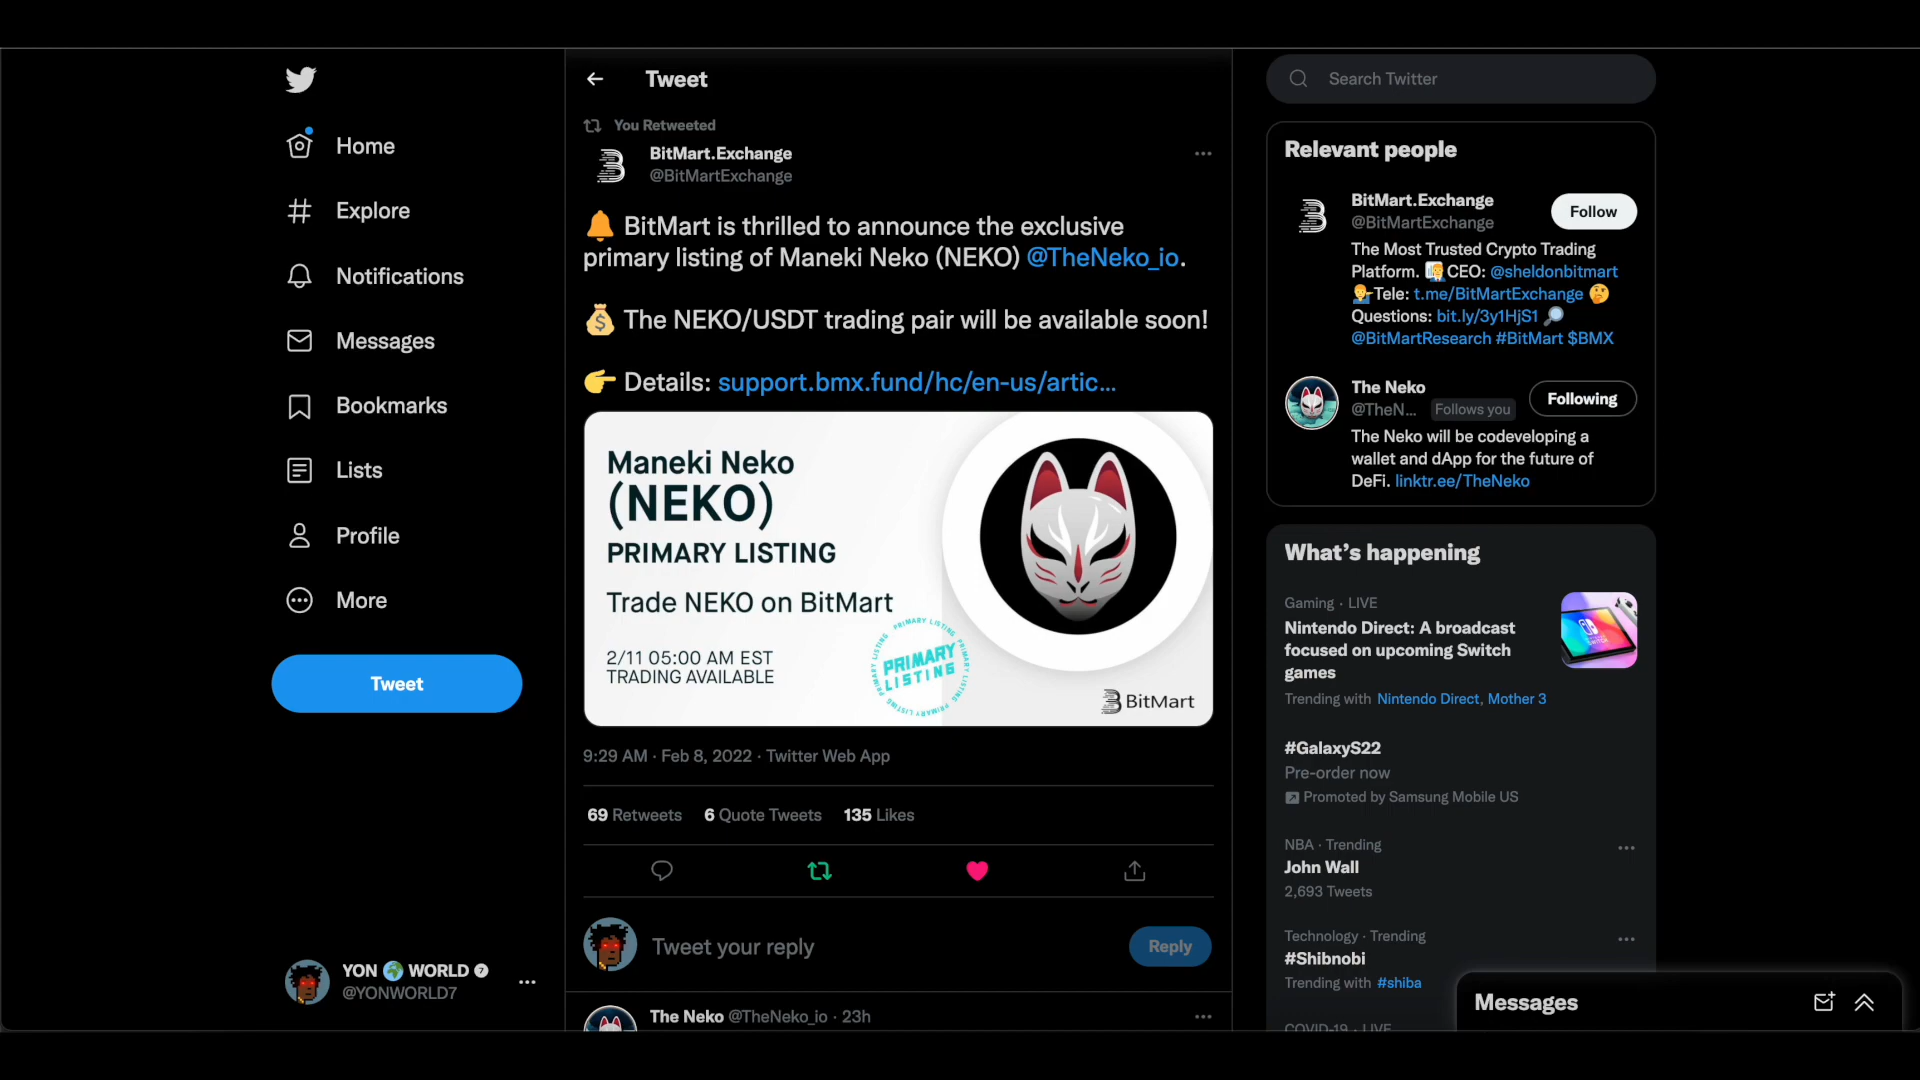 Home
Explore
Notifications
Messages
Bookmarks
Lists
Profile
More
Tweet
YON 🌍 WORLD
@YONWORLD7
Tweet
You Retweeted
BitMart.Exchange
@BitMartExchange
🔔 BitMart is thrilled to announce the exclusive
primary listing of Maneki Neko (NEKO) @TheNeko_io.
💰 The NEKO/USDT trading pair will be available soon!
👉 Details: support.bmx.fund/hc/en-us/artic...
Maneki Neko
(NEKO)
PRIMARY LISTING
Trade NEKO on BitMart
2/11 05:00 AM EST
TRADING AVAILABLE
PRIMARY LISTING PRIMARY LISTING PRIMARY LISTING PRIMARY LISTING
PRIMARY
LISTING
BitMart
9:29 AM · Feb 8, 2022 · Twitter Web App
69 Retweets 6 Quote Tweets 135 Likes
Tweet your reply
Reply
The Neko @TheNeko_io · 23h
Search Twitter
Relevant people
BitMart.Exchange
@BitMartExchange
Follow
The Most Trusted Crypto Trading
Platform. CEO: @sheldonbitmart
Tele: t.me/BitMartExchange 🤔
Questions: bit.ly/3y1HjS1 🔎
@BitMartResearch #BitMart $BMX
The Neko
@TheN... Follows you
Following
The Neko will be codeveloping a
wallet and dApp for the future of
DeFi. linktr.ee/TheNeko
What's happening
Gaming · LIVE
Nintendo Direct: A broadcast
focused on upcoming Switch
games
Trending with Nintendo Direct, Mother 3
#GalaxyS22
Pre-order now
Promoted by Samsung Mobile US
NBA · Trending
John Wall
2,693 Tweets
Technology · Trending
#Shibnobi
Trending with #shiba
COVID-19 · LIVE
Messages